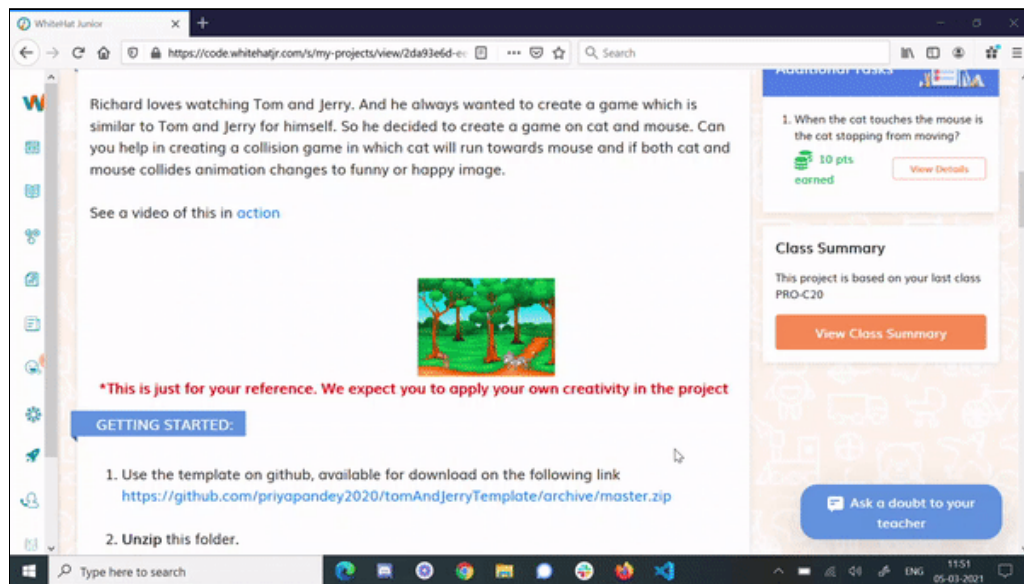 WhiteHat Junior
https://code.whitehatjr.com/s/my-projects/view/2da93e6d-e
Search
Richard loves watching Tom and Jerry. And he always wanted to create a game which is
similar to Tom and Jerry for himself. So he decided to create a game on cat and mouse. Can
you help in creating a collision game in which cat will run towards mouse and if both cat and
mouse collides animation changes to funny or happy image.
See a video of this in action
*This is just for your reference. We expect you to apply your own creativity in the project
GETTING STARTED:
1. Use the template on github, available for download on the following link
https://github.com/priyapandey2020/tomAndJerryTemplate/archive/master.zip
2. Unzip this folder.
Additional Tasks
1. When the cat touches the mouse is
the cat stopping from moving?
10 pts
earned
View Details
Class Summary
This project is based on your last class
PRO-C20
View Class Summary
Ask a doubt to your
teacher
Type here to search
ENG
11:51
05-03-2021